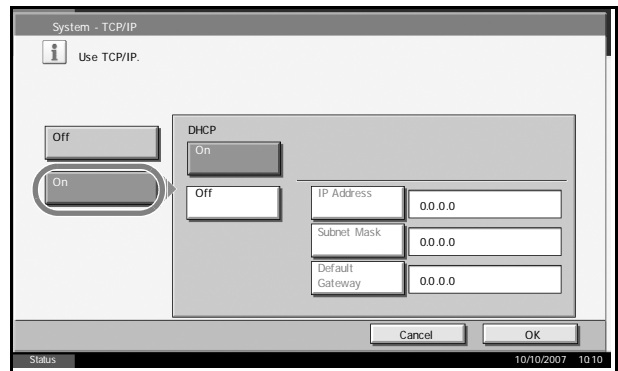 System - TCP/IP
i Use TCP/IP.
Off
On
DHCP
On
Off
IP Address 0.0.0.0
Subnet Mask 0.0.0.0
Default
Gateway 0.0.0.0
Cancel OK
Status 10/10/2007 10:10